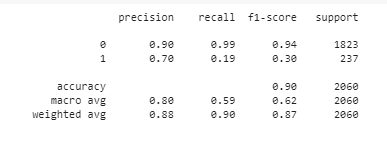 precision recall f1-score support
0 0.90 0.99 0.94 1823
1 0.70 0.19 0.30 237
accuracy 0.90 2060
macro avg 0.80 0.59 0.62 2060
weighted avg 0.88 0.90 0.87 2060